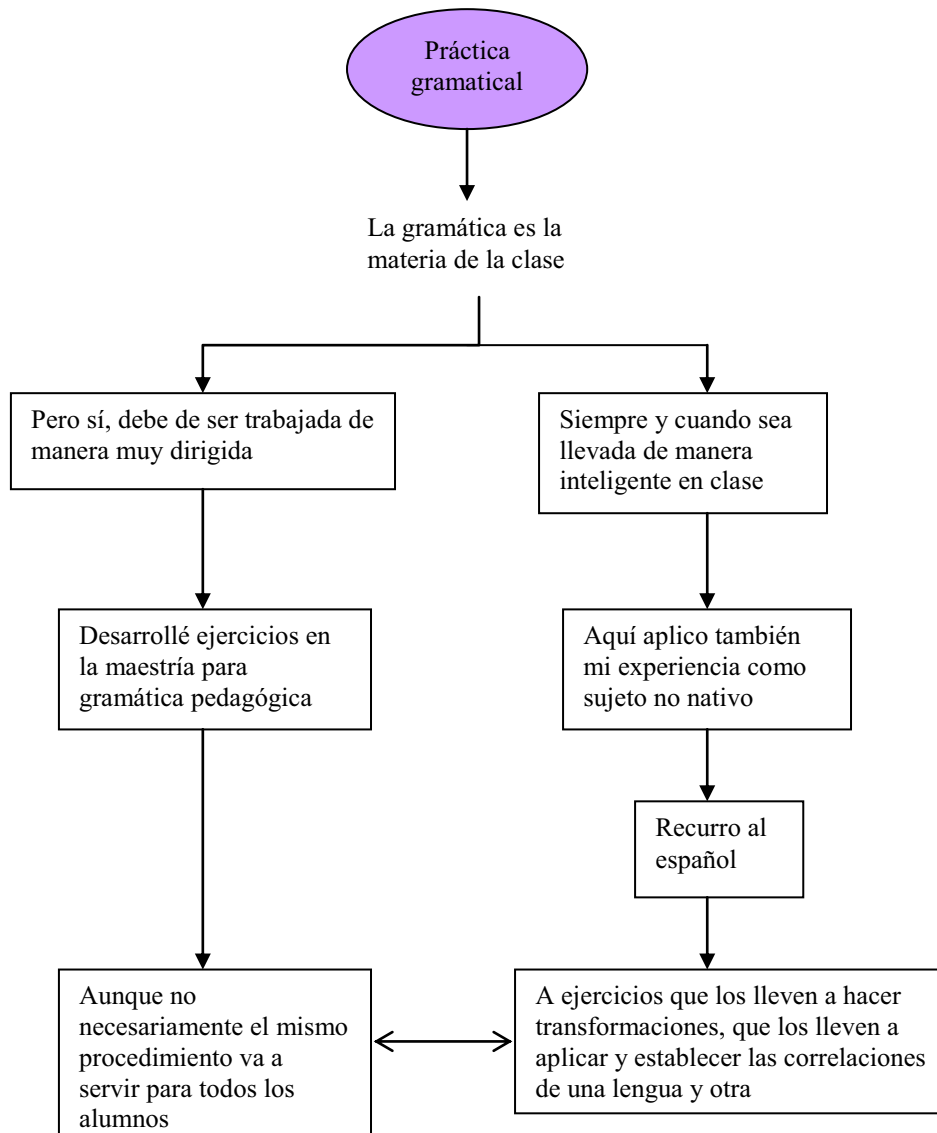 Práctica
gramatical
La gramática es la
materia de la clase
Pero sí, debe de ser trabajada de
manera muy dirigida
Siempre y cuando sea
llevada de manera
inteligente en clase
Desarrollé ejercicios en
la maestría para
gramática pedagógica
Aquí aplico también
mi experiencia como
sujeto no nativo
Recurro al
español
Aunque no
necesariamente el mismo
procedimiento va a
servir para todos los
alumnos
A ejercicios que los lleven a hacer
transformaciones, que los lleven a
aplicar y establecer las correlaciones
de una lengua y otra